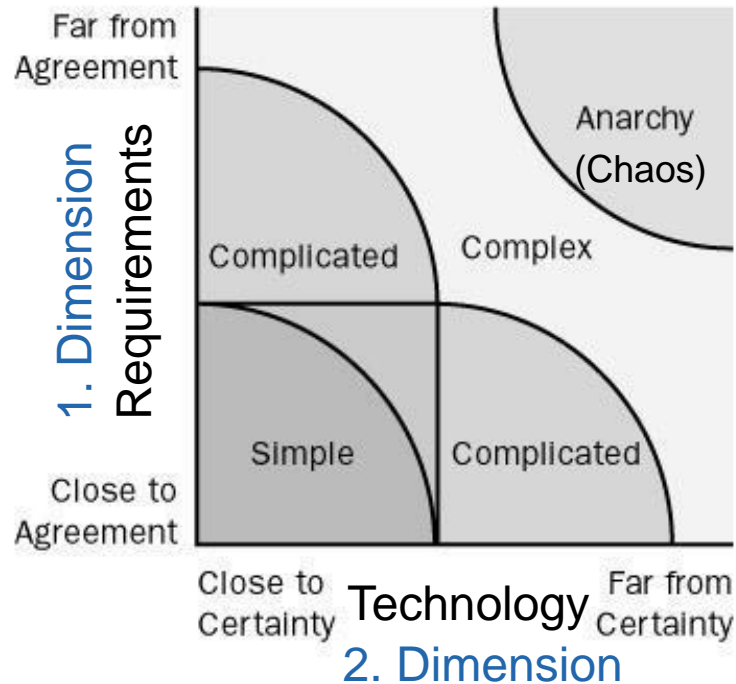 Far from
Agreement
1. Dimension
Requirements
Close to
Agreement
Anarchy
(Chaos)
Complicated
Complex
Simple
Complicated
Close to
Certainty
Technology
Far from
Certainty
2. Dimension